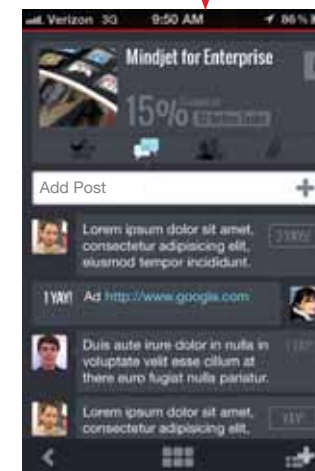 Verizon 3G 9:50 AM 86%
Mindjet for Enterprise
15%
Add Post
Lorem ipsum dolor sit amet,
consectetur adipisicing elit,
eiusmod tempor incididunt.
1 YAY! Ad http://www.google.com
Duis aute irure dolor in nulla in
voluptate velit esse cillum at
there euro fugiat nulla pariatur.
Lorem ipsum dolor sit amet,
consectetur adipisicing elit,
YAY!